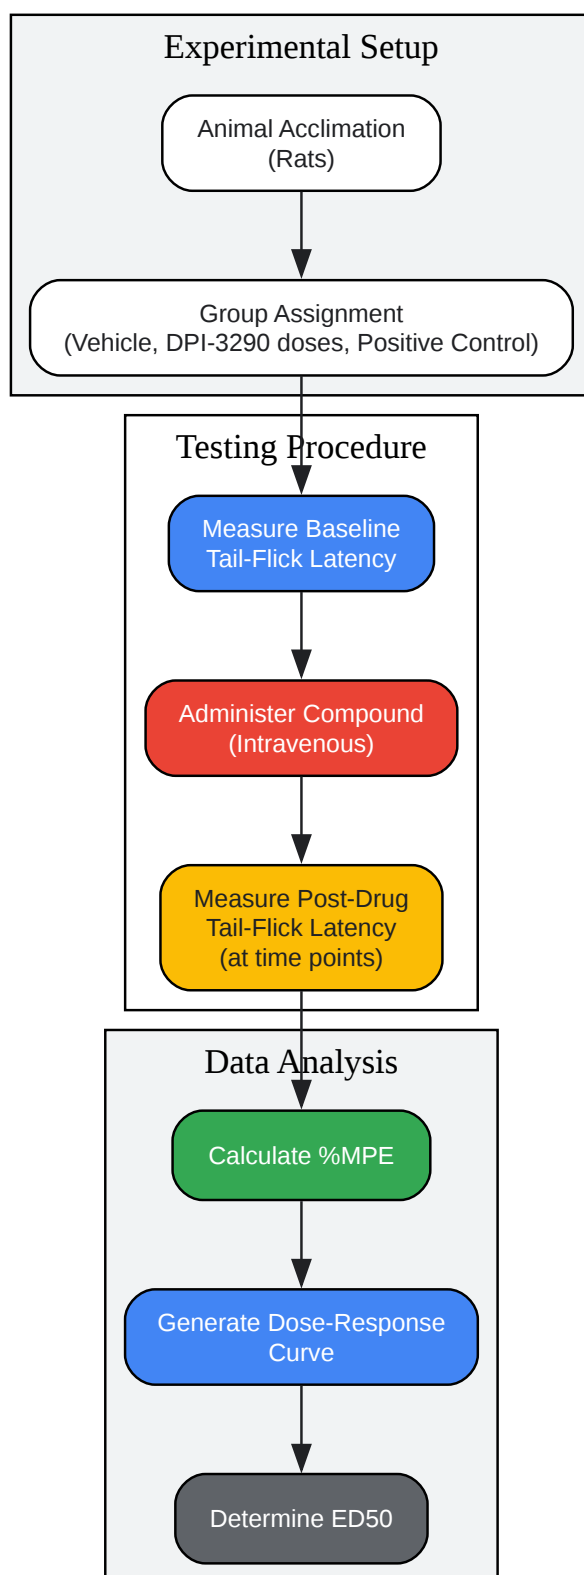 Experimental Setup
Animal Acclimation
(Rats)
Group Assignment
(Vehicle, DPI-3290 doses, Positive Control)
Testing Procedure
Measure Baseline
Tail-Flick Latency
Administer Compound
(Intravenous)
Measure Post-Drug
Tail-Flick Latency
(at time points)
Data Analysis
Calculate %MPE
Generate Dose-Response
Curve
Determine ED50